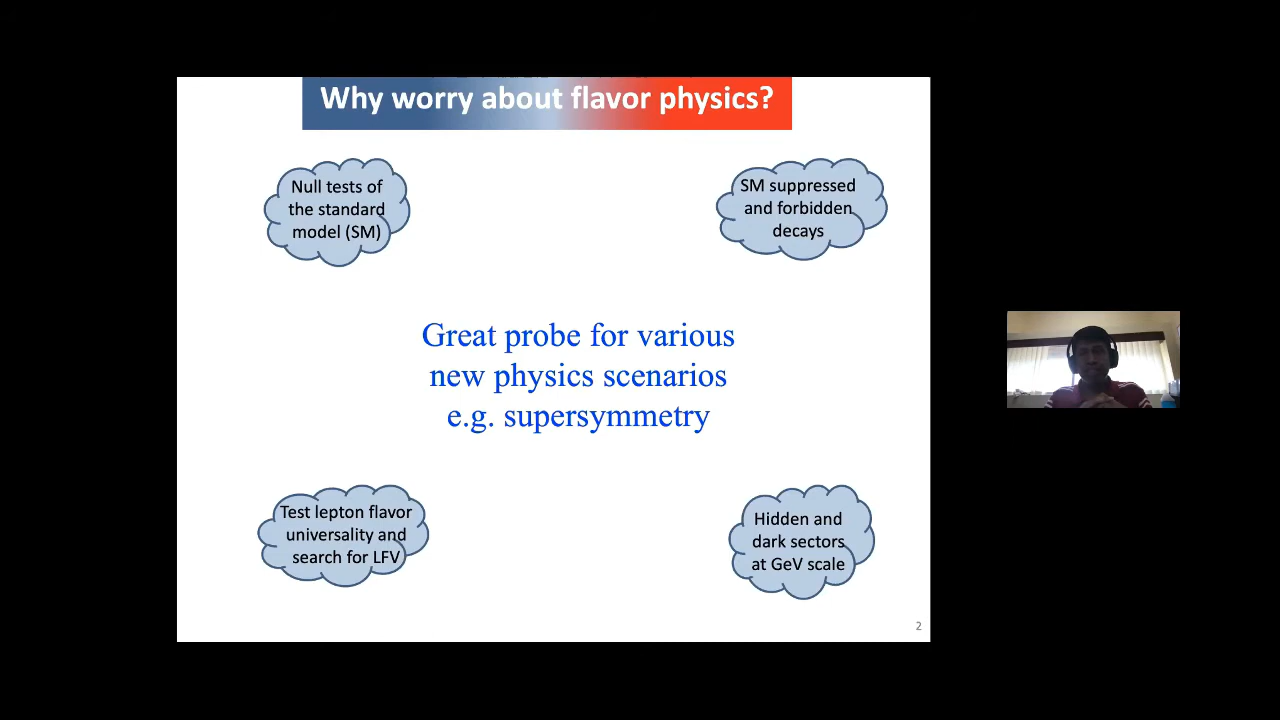 Why worry about flavor physics?
Null tests of
the standard
model (SM)
SM suppressed
and forbidden
decays
Great probe for various
new physics scenarios
e.g. supersymmetry
Test lepton flavor
universality and
search for LFV
Hidden and
dark sectors
at GeV scale
2